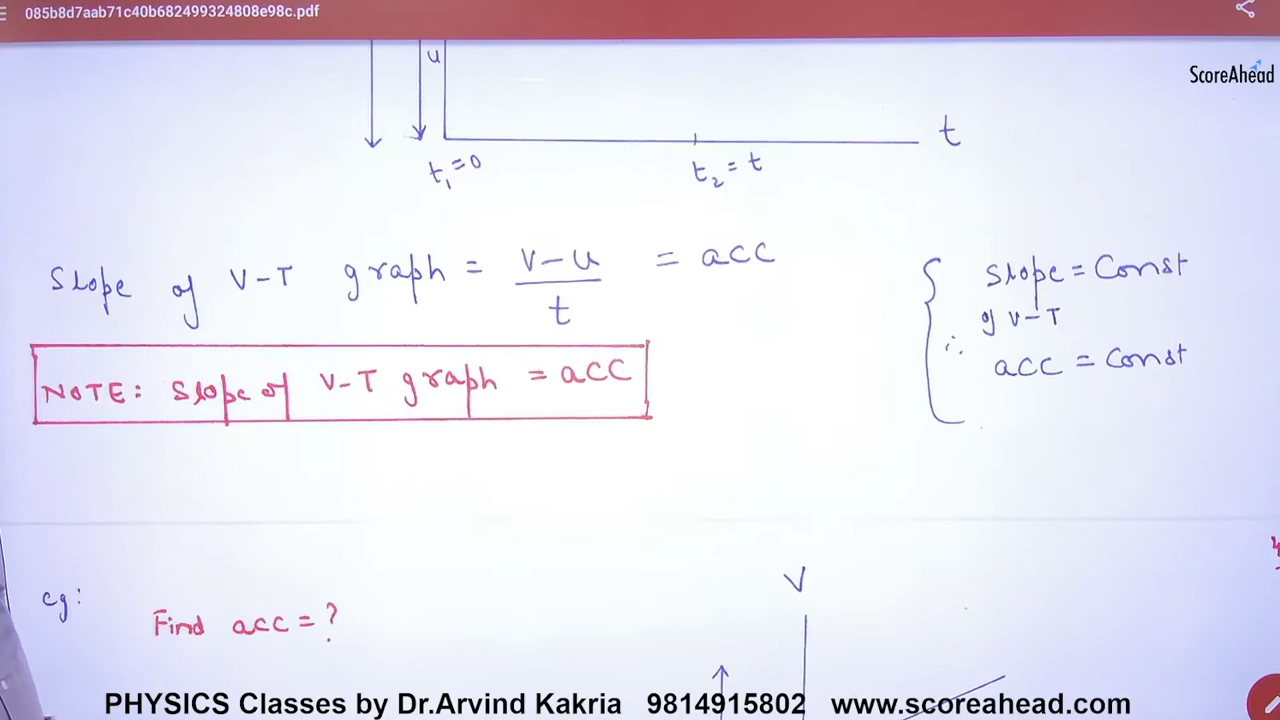 085b8d7aab71c40b682499324808e98c.pdf
ScoreAhead
u
t
t₁=0
t₂ = t
Slope of V-T graph = v-u / t = acc
NOTE: Slope of V-T graph = acc
Slope = Const
of V-T
∴ acc = Const
eg:
V
Find acc = ?
PHYSICS Classes by Dr.Arvind Kakria 9814915802 www.scoreahead.com